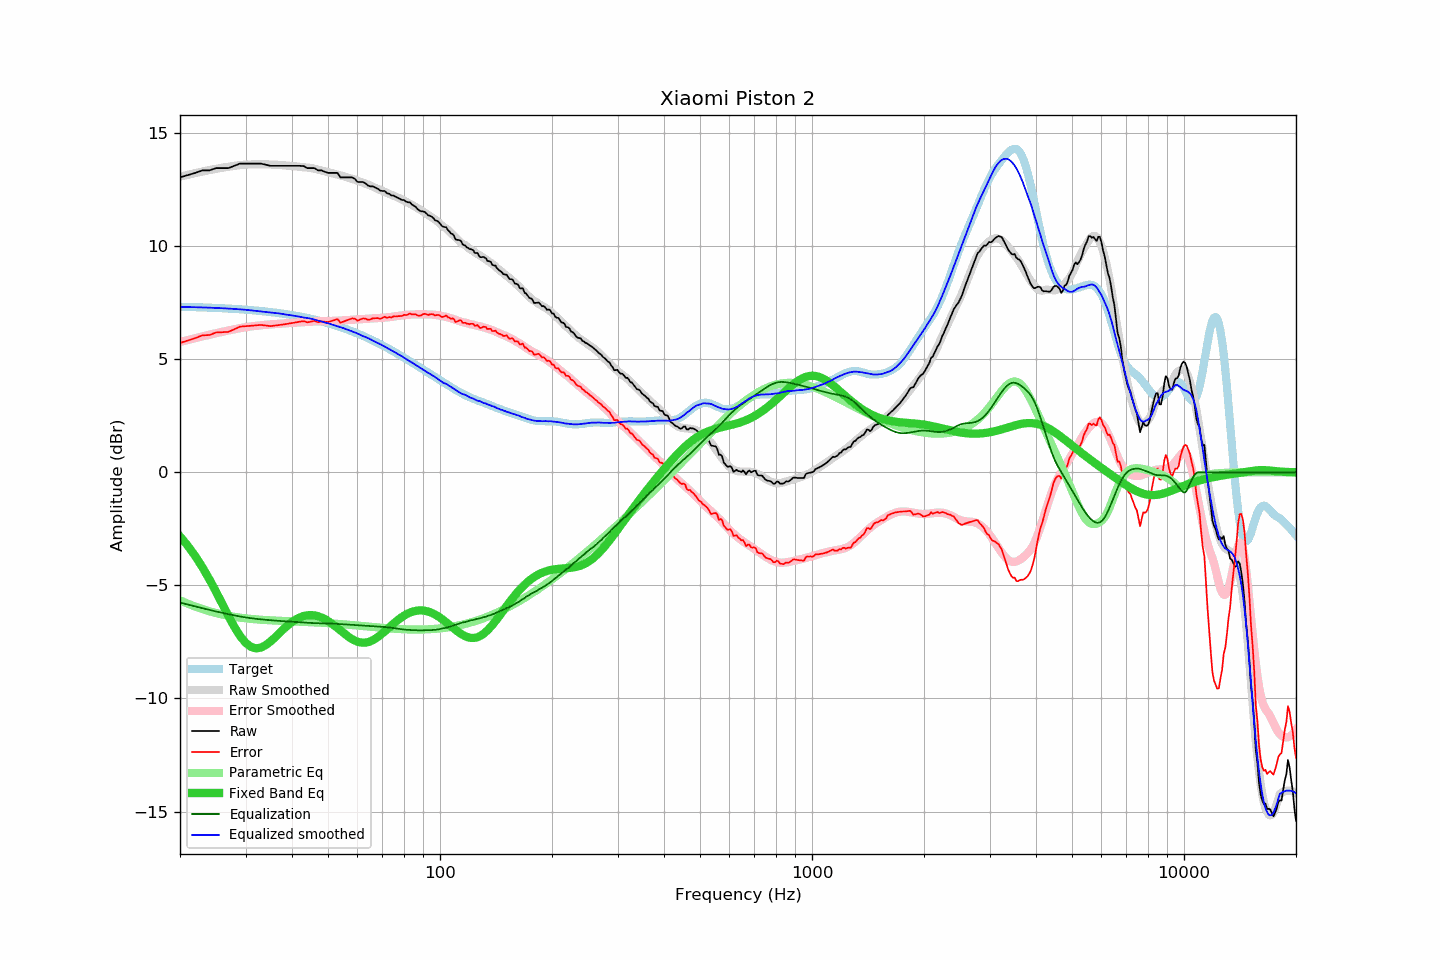 Xiaomi Piston 2
15
10
5
0
−5
−10
−15
Amplitude (dBr)
Target
Raw Smoothed
Error Smoothed
Raw
Error
Parametric Eq
Fixed Band Eq
Equalization
Equalized smoothed
100
1000
10000
Frequency (Hz)